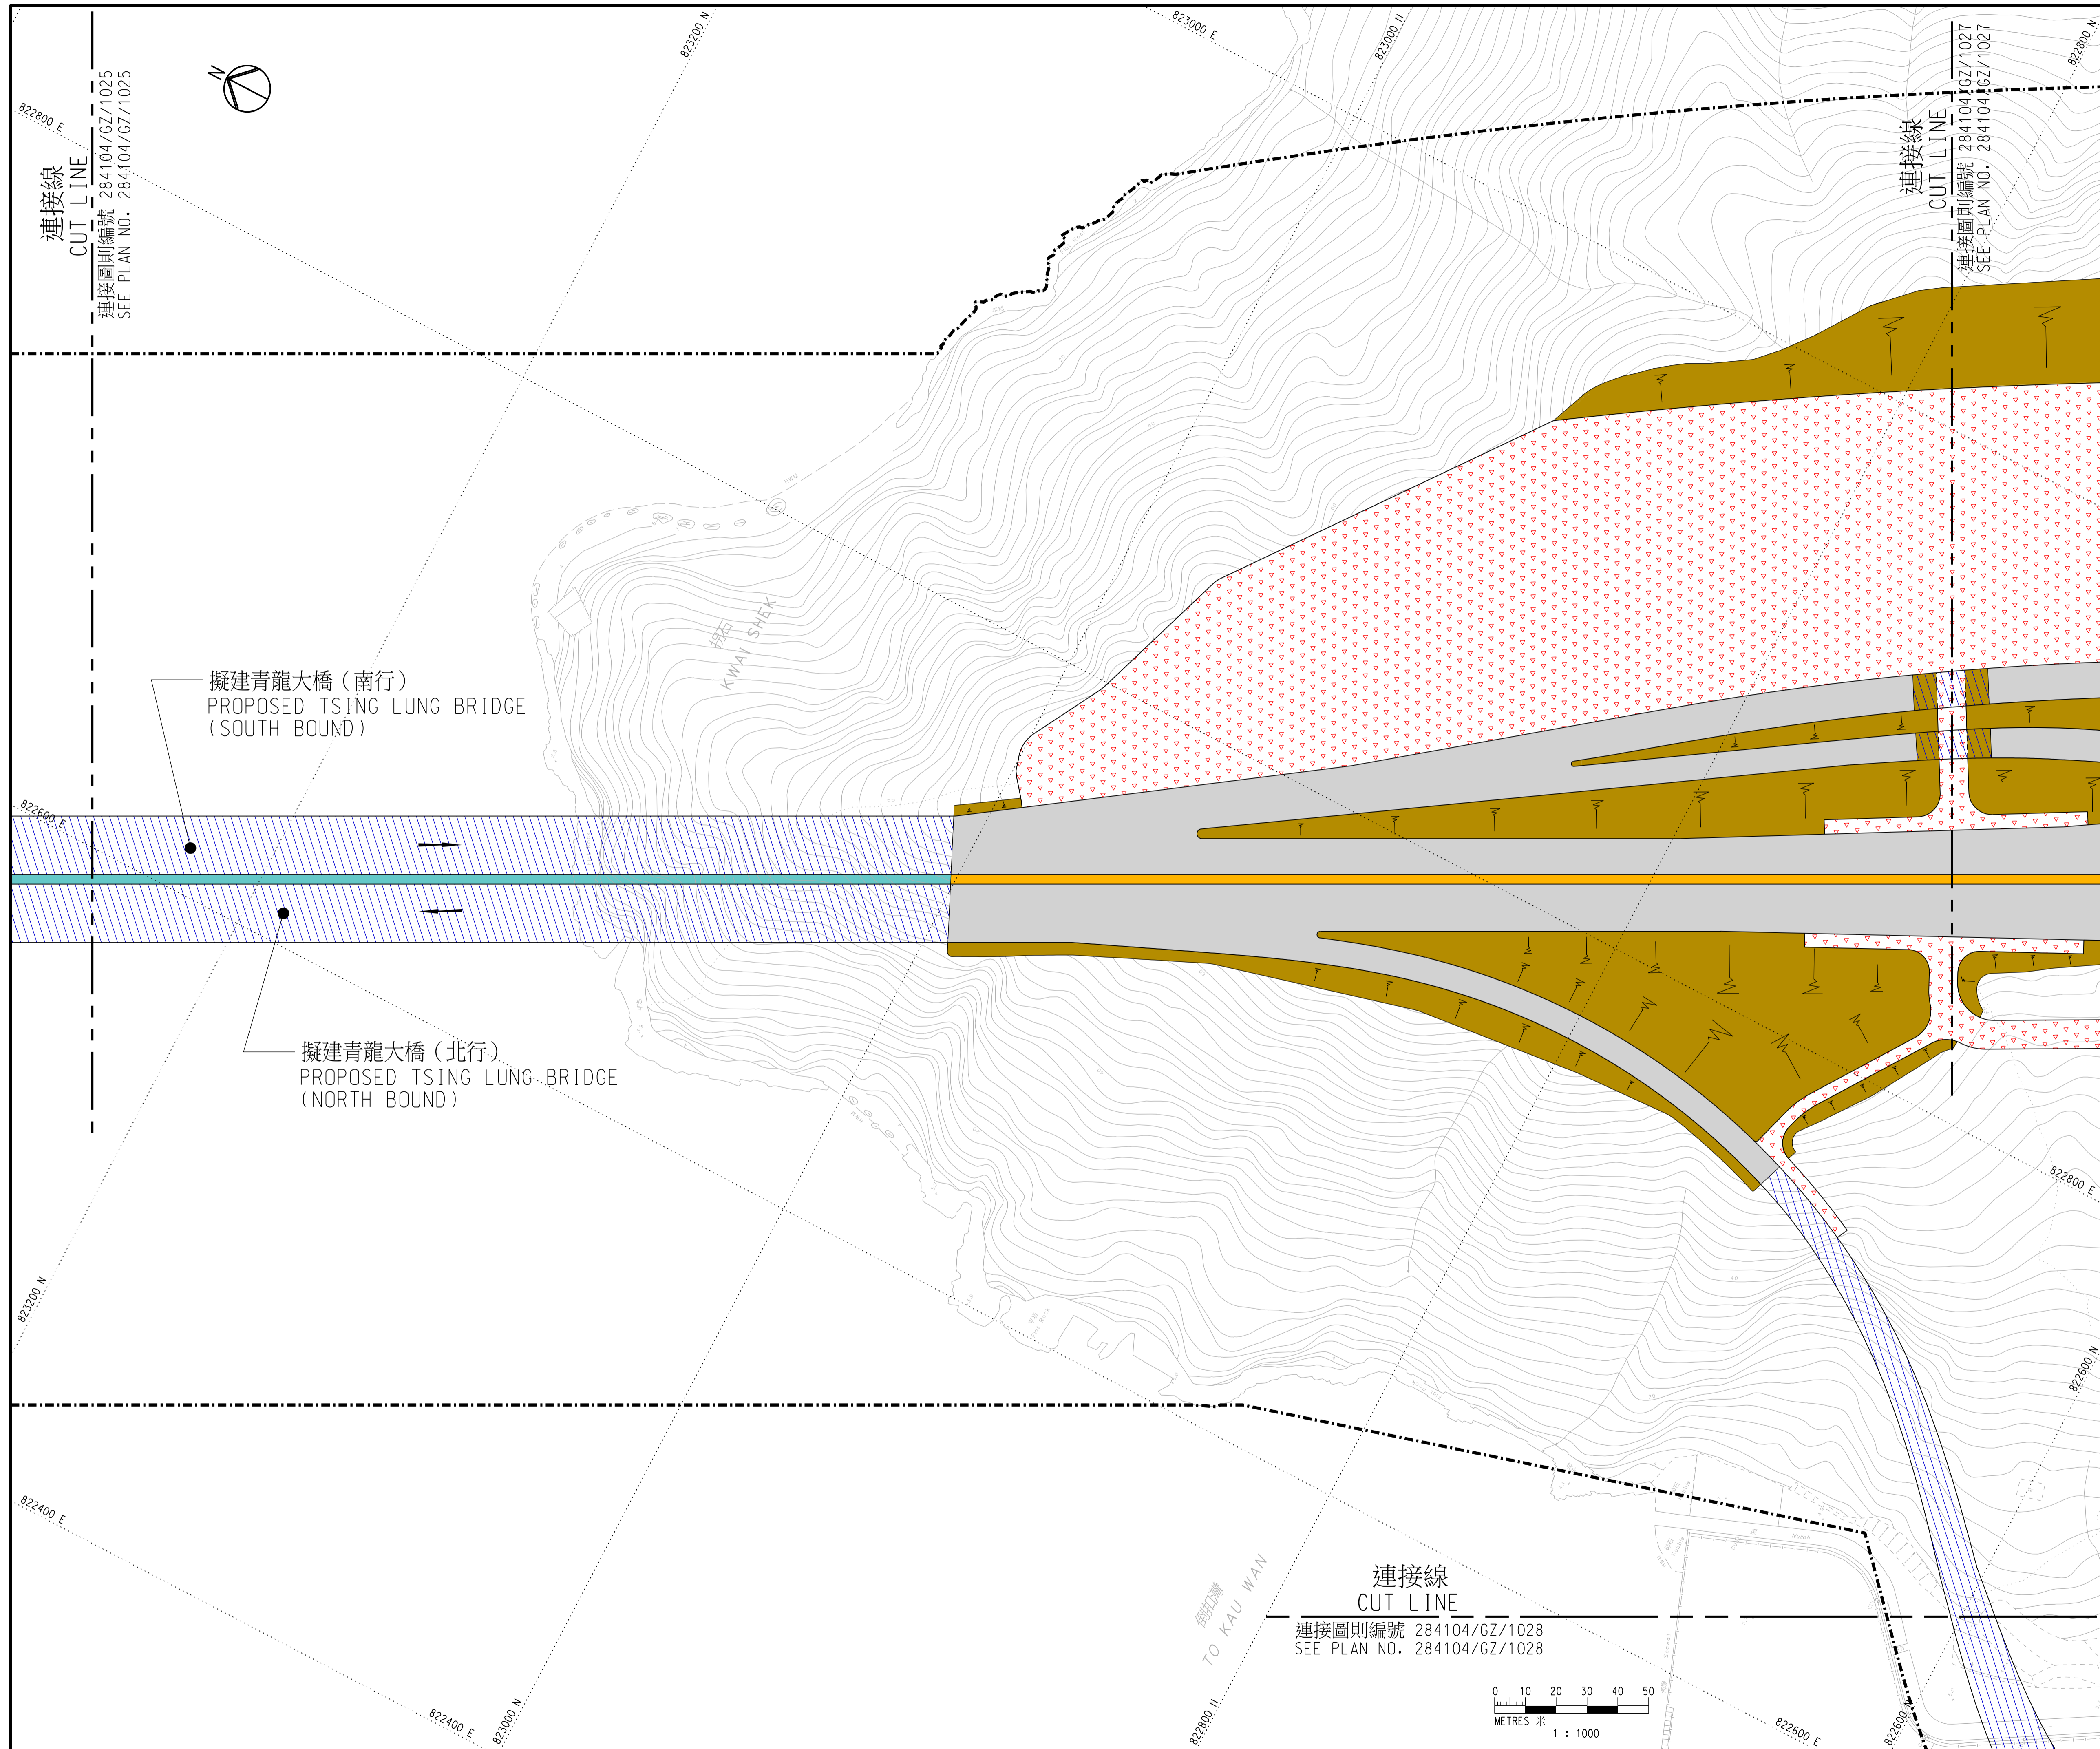 823200 N
823000 E
823000 N
822800 N
N
822800 E
連接線
CUT LINE
連接圖則編號 284104/GZ/1025
SEE PLAN NO. 284104/GZ/1025
連接線
CUT LINE
連接圖則編號 284104/GZ/1027
SEE PLAN NO. 284104/GZ/1027
KWAI SHEK
擬建青龍大橋（南行）
PROPOSED TSING LUNG BRIDGE
(SOUTH BOUND)
822600 E
擬建青龍大橋（北行）
PROPOSED TSING LUNG BRIDGE
(NORTH BOUND)
822800 E
823200 N
822600 N
822400 E
倒扣灣
TO KAU WAN
連接線
CUT LINE
連接圖則編號 284104/GZ/1028
SEE PLAN NO. 284104/GZ/1028
Nullah
0 10 20 30 40 50
METRES 米
1 : 1000
822400 E
823000 N
822800 N
822600 E
822600 N